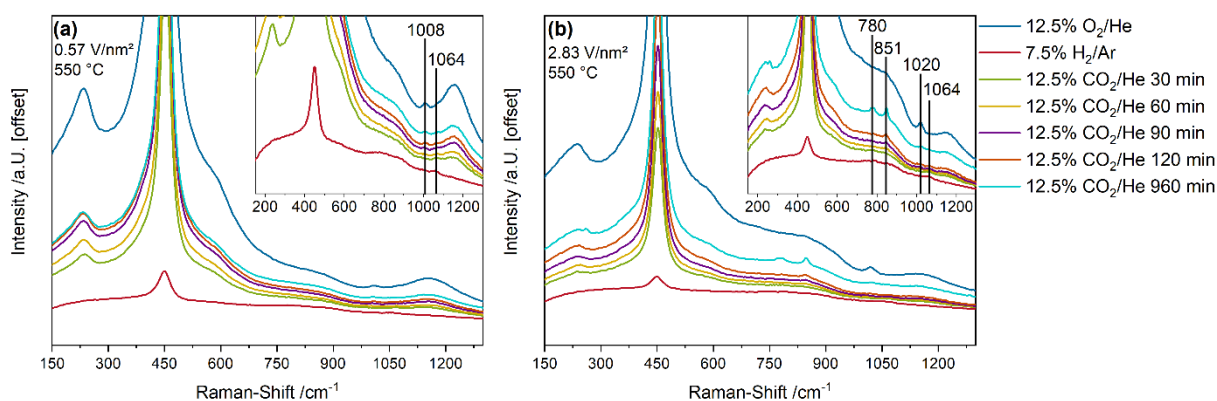 (a)
0.57 V/nm²
550 °C
1008
1064
200 400 600 800 1000 1200
Intensity /a.U. [offset]
150 300 450 600 750 900 1050 1200
Raman-Shift /cm⁻¹
(b)
2.83 V/nm²
550 °C
780
851
1020
1064
200 400 600 800 1000 1200
Intensity /a.U. [offset]
150 300 450 600 750 900 1050 1200
Raman-Shift /cm⁻¹
12.5% O₂/He
7.5% H₂/Ar
12.5% CO₂/He 30 min
12.5% CO₂/He 60 min
12.5% CO₂/He 90 min
12.5% CO₂/He 120 min
12.5% CO₂/He 960 min